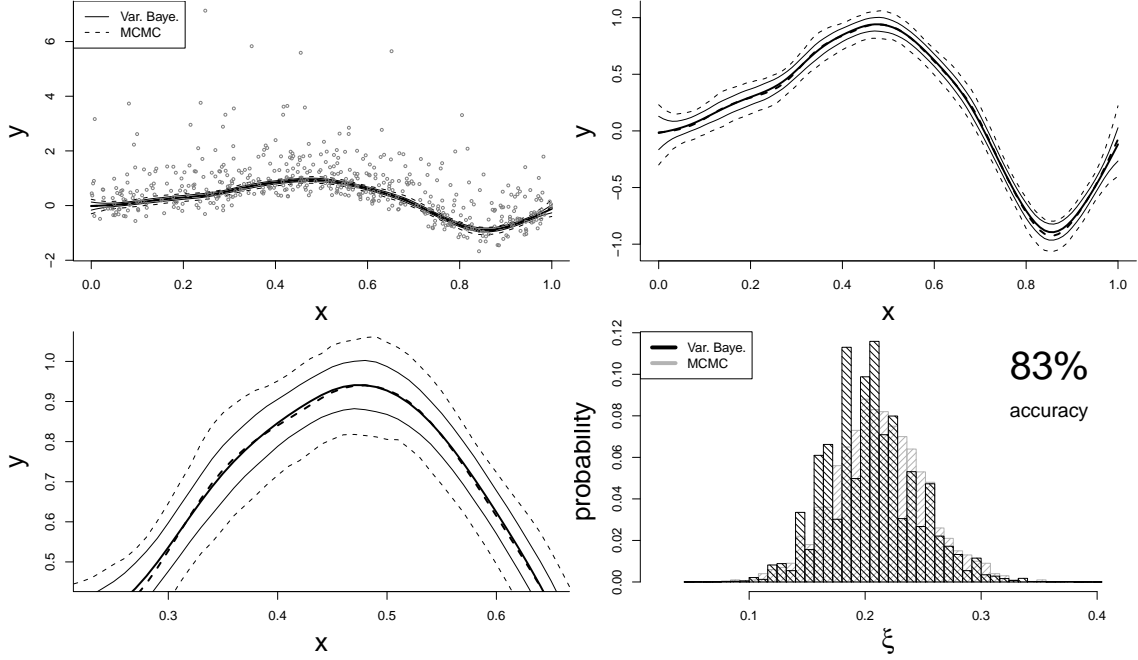 Var. Baye.
MCMC
y
6
4
2
0
−2
0.0 0.2 0.4 0.6 0.8 1.0
x
y
1.0
0.5
0.0
−0.5
−1.0
0.0 0.2 0.4 0.6 0.8 1.0
x
y
1.0
0.9
0.8
0.7
0.6
0.5
0.3 0.4 0.5 0.6
x
Var. Baye.
MCMC
83%
accuracy
probability
0.12
0.10
0.08
0.06
0.04
0.02
0.00
0.1 0.2 0.3 0.4
ξ